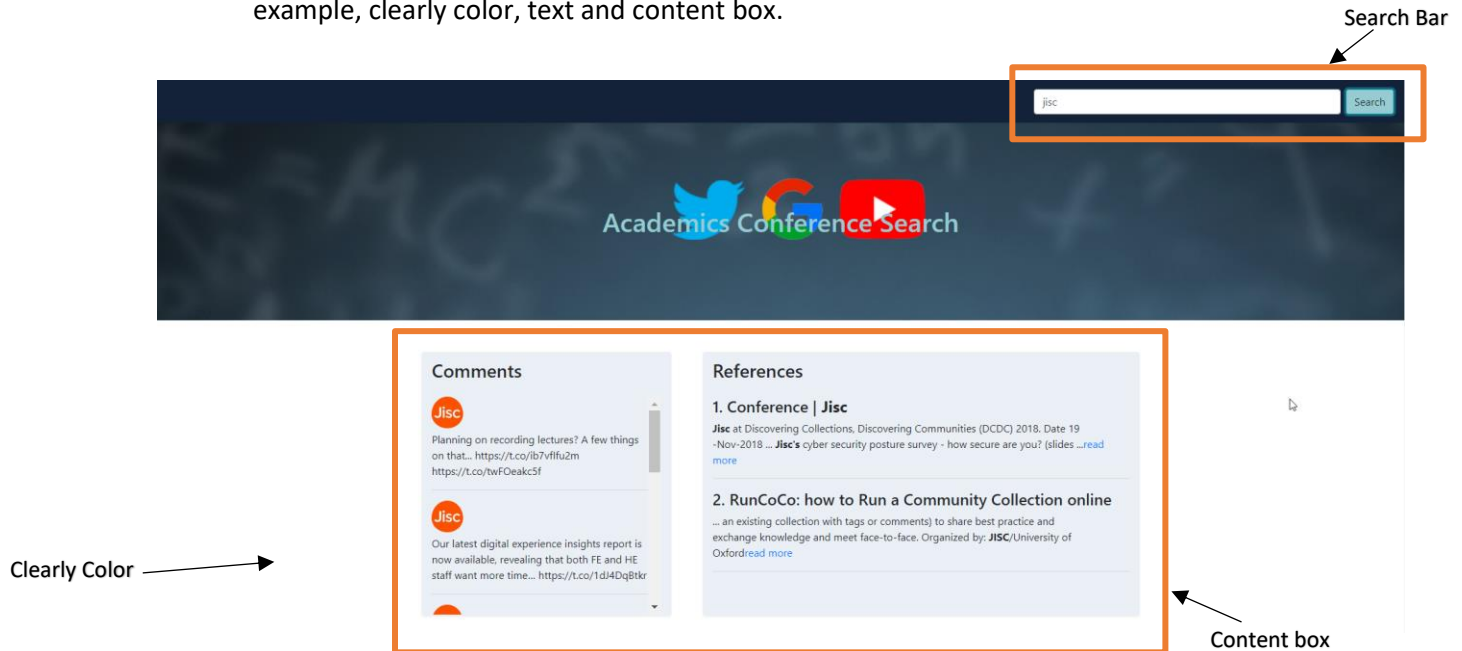 example, clearly color, text and content box.
Search Bar
jisc
Search
Academics Conference Search
Comments
Jisc
Planning on recording lectures? A few things
on that... https://t.co/ib7vflfu2m
https://t.co/twFOeakc5f
Jisc
Our latest digital experience insights report is
now available, revealing that both FE and HE
staff want more time... https://t.co/1dJ4DqBtkr
References
1. Conference | Jisc
Jisc at Discovering Collections, Discovering Communities (DCDC) 2018. Date 19
-Nov-2018 ... Jisc's cyber security posture survey - how secure are you? (slides ...read
more
2. RunCoCo: how to Run a Community Collection online
... an existing collection with tags or comments) to share best practice and
exchange knowledge and meet face-to-face. Organized by: JISC/University of
Oxfordread more
Clearly Color
Content box